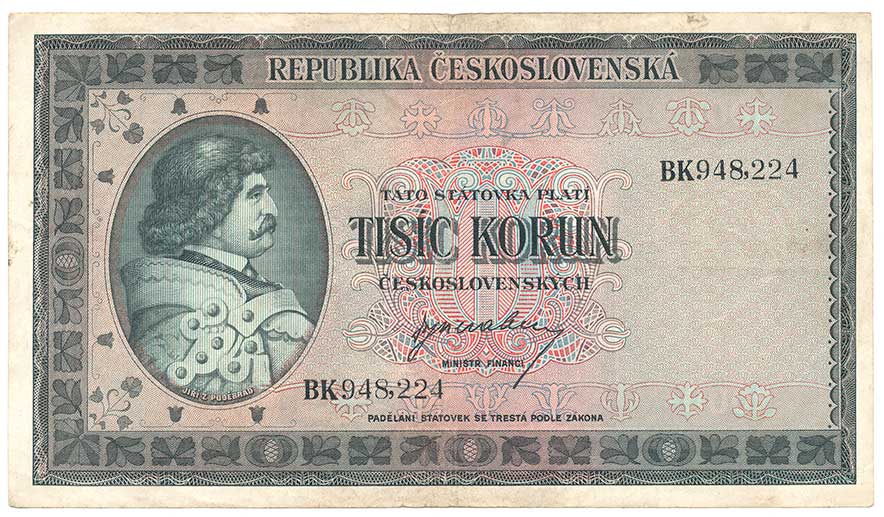 REPUBLIKA ČESKOSLOVENSKÁ
BK948,224
TATO STÁTOVKA PLATÍ
TISÍC KORUN
ČESKOSLOVENSKÝCH
MINISTR FINANCÍ
JIŘÍ Z PODĚBRAD
BK948,224
PADĚLÁNÍ STÁTOVEK SE TRESTÁ PODLE ZÁKONA